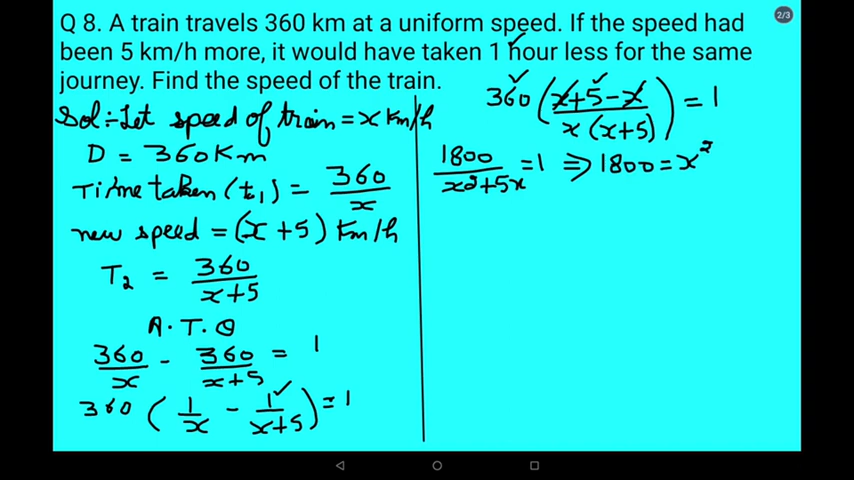 Q 8. A train travels 360 km at a uniform speed. If the speed had
been 5 km/h more, it would have taken 1 hour less for the same
journey. Find the speed of the train.
2/3
Sol:- Let speed of train = x Km/h
D = 360Km
Time taken (t₁) = 360/x
new speed = (x + 5) Km/h
T₂ = 360/x+5
A.T.Q
360/x - 360/x+5 = 1
360 (1/x - 1/x+5) = 1
360 (x+5-x/x(x+5)) = 1
1800/x²+5x = 1 ⇒ 1800 = x²